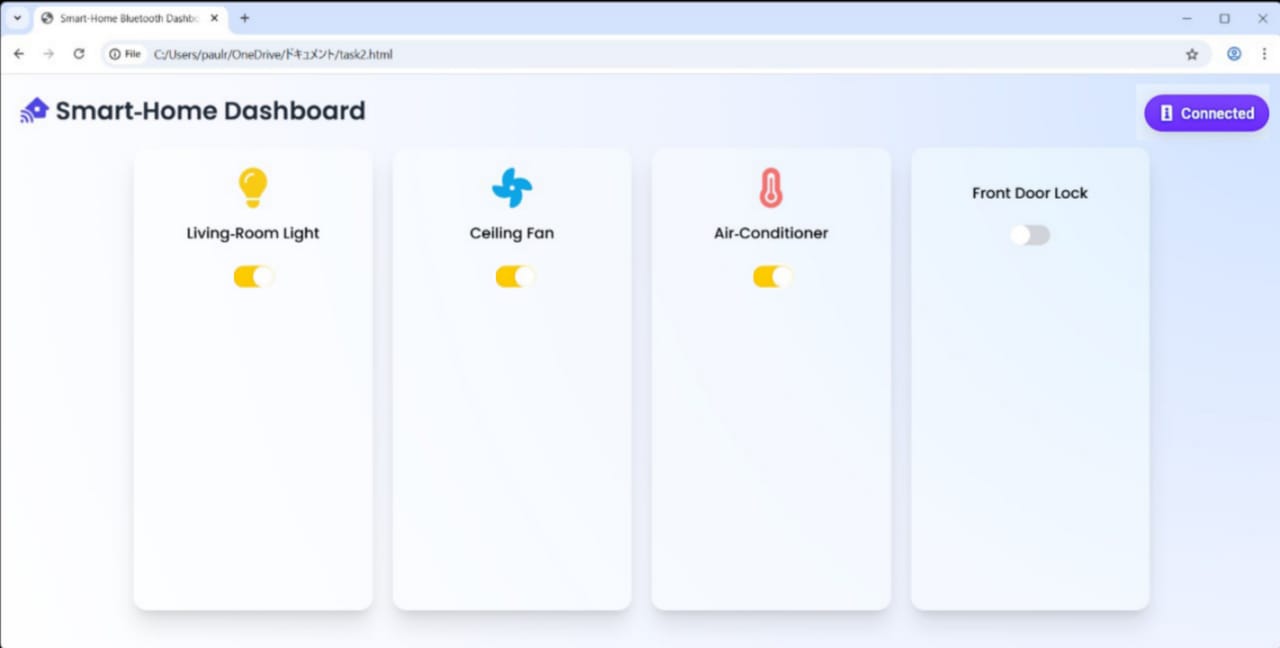 Smart-Home Bluetooth Dashbo
File C:/Users/paulr/OneDrive/ドキュメント/task2.html
Smart-Home Dashboard
Connected
Living-Room Light
Ceiling Fan
Air-Conditioner
Front Door Lock